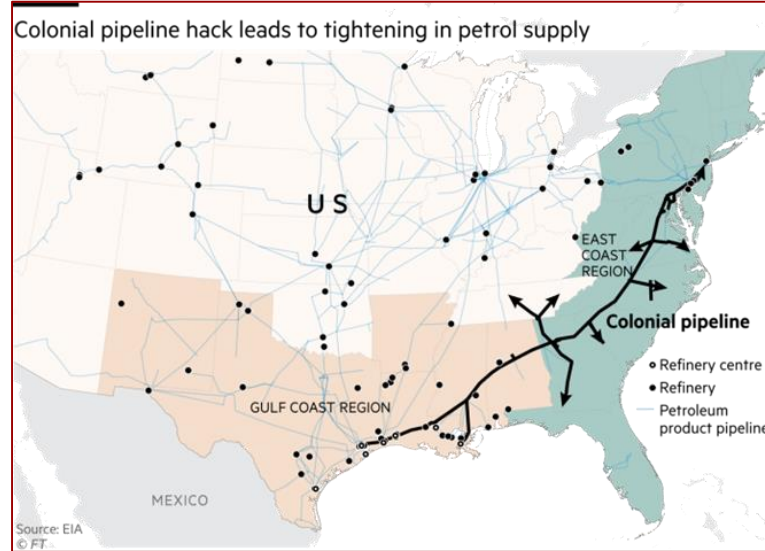 Colonial pipeline hack leads to tightening in petrol supply
U S
EAST
COAST
REGION
Colonial pipeline
Refinery centre
Refinery
Petroleum
product pipeline
GULF COAST REGION
MEXICO
Source: EIA
© FT